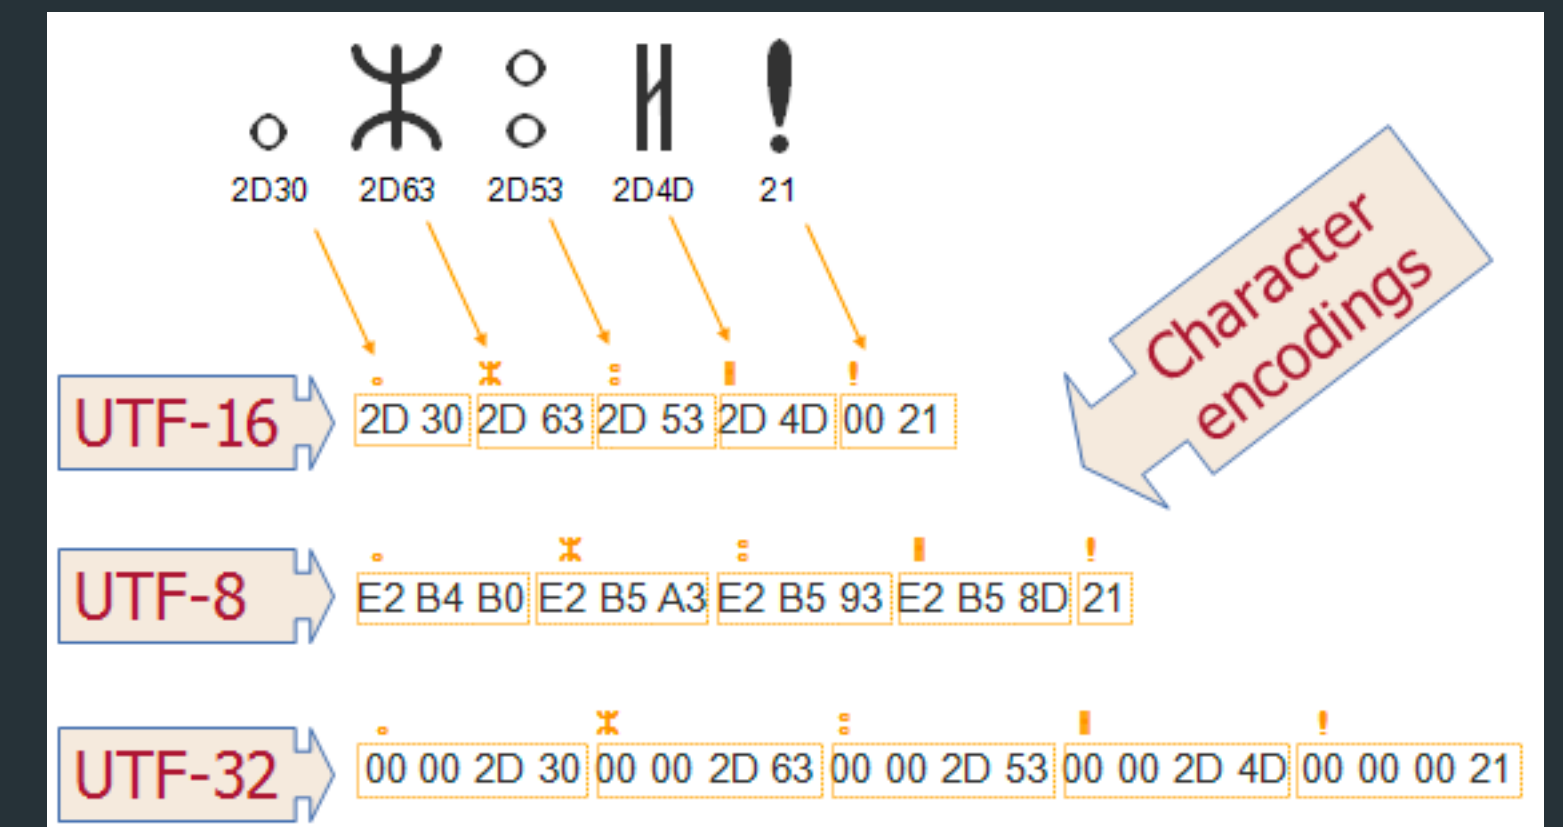 ⴰ ⵣ ⵓ ⵍ !
2D30 2D63 2D53 2D4D 21
Character
encodings
ⴰ ⵣ ⵓ ⵍ !
UTF-16 2D 30 2D 63 2D 53 2D 4D 00 21
ⴰ ⵣ ⵓ ⵍ !
UTF-8 E2 B4 B0 E2 B5 A3 E2 B5 93 E2 B5 8D 21
ⴰ ⵣ ⵓ ⵍ !
UTF-32 00 00 2D 30 00 00 2D 63 00 00 2D 53 00 00 2D 4D 00 00 00 21